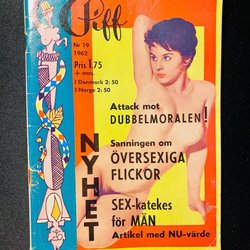 Piff
Nr 19
1962
Pris 1.75
+ oms.
I Danmark 2:50
I Norge 2:50
Attack mot
DUBBELMORALEN!
Sanningen om
ÖVERSEXIGA
FLICKOR
NYHET
SEX-katekes
för MÄN
Artikel med NU-värde